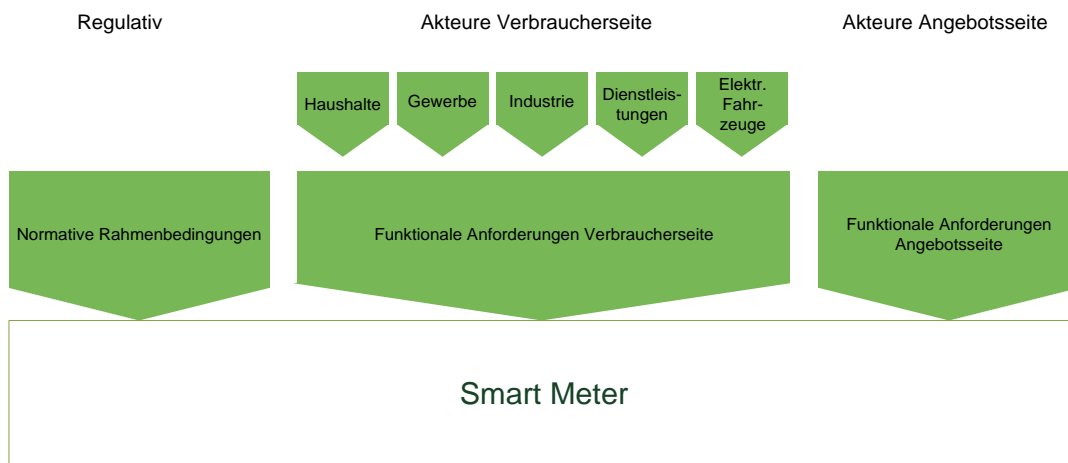 Regulativ
Akteure Verbraucherseite
Akteure Angebotsseite
Haushalte
Gewerbe
Industrie
Dienstleis-
tungen
Elektr.
Fahr-
zeuge
Normative Rahmenbedingungen
Funktionale Anforderungen Verbraucherseite
Funktionale Anforderungen
Angebotsseite
Smart Meter